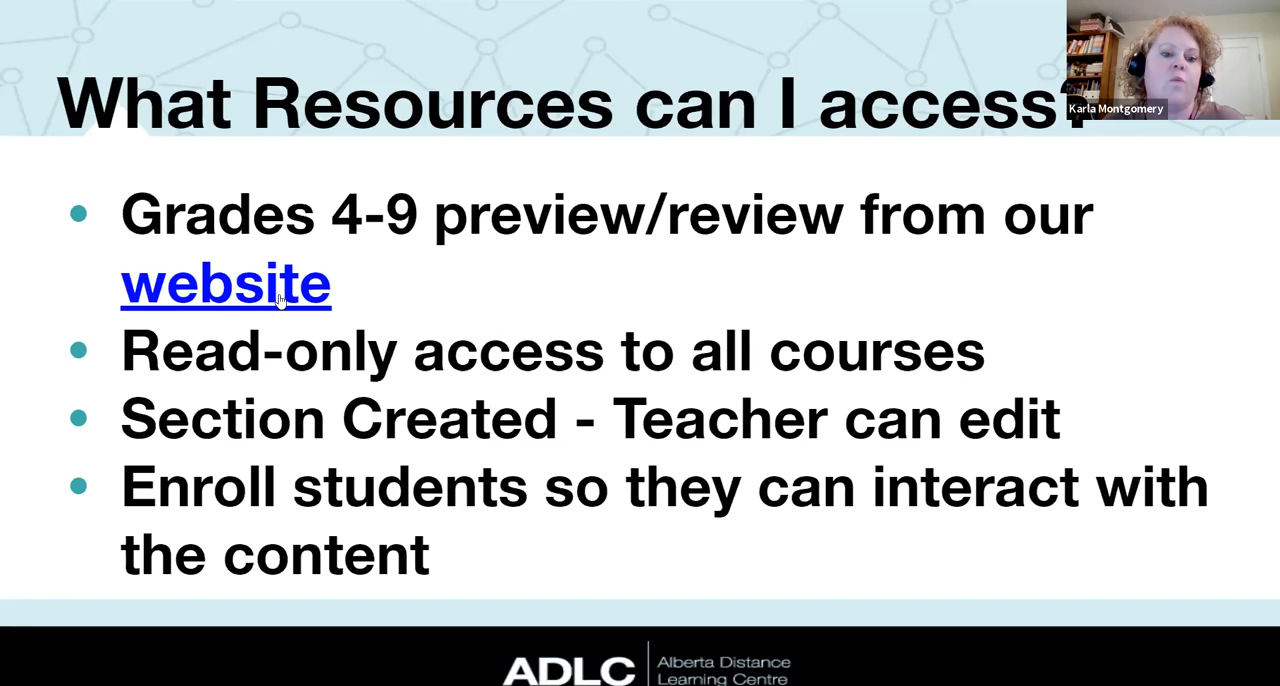 What Resources can I access?
Karla Montgomery
• Grades 4-9 preview/review from our
website
• Read-only access to all courses
• Section Created - Teacher can edit
• Enroll students so they can interact with
the content
ADLC
Alberta Distance
Learning Centre